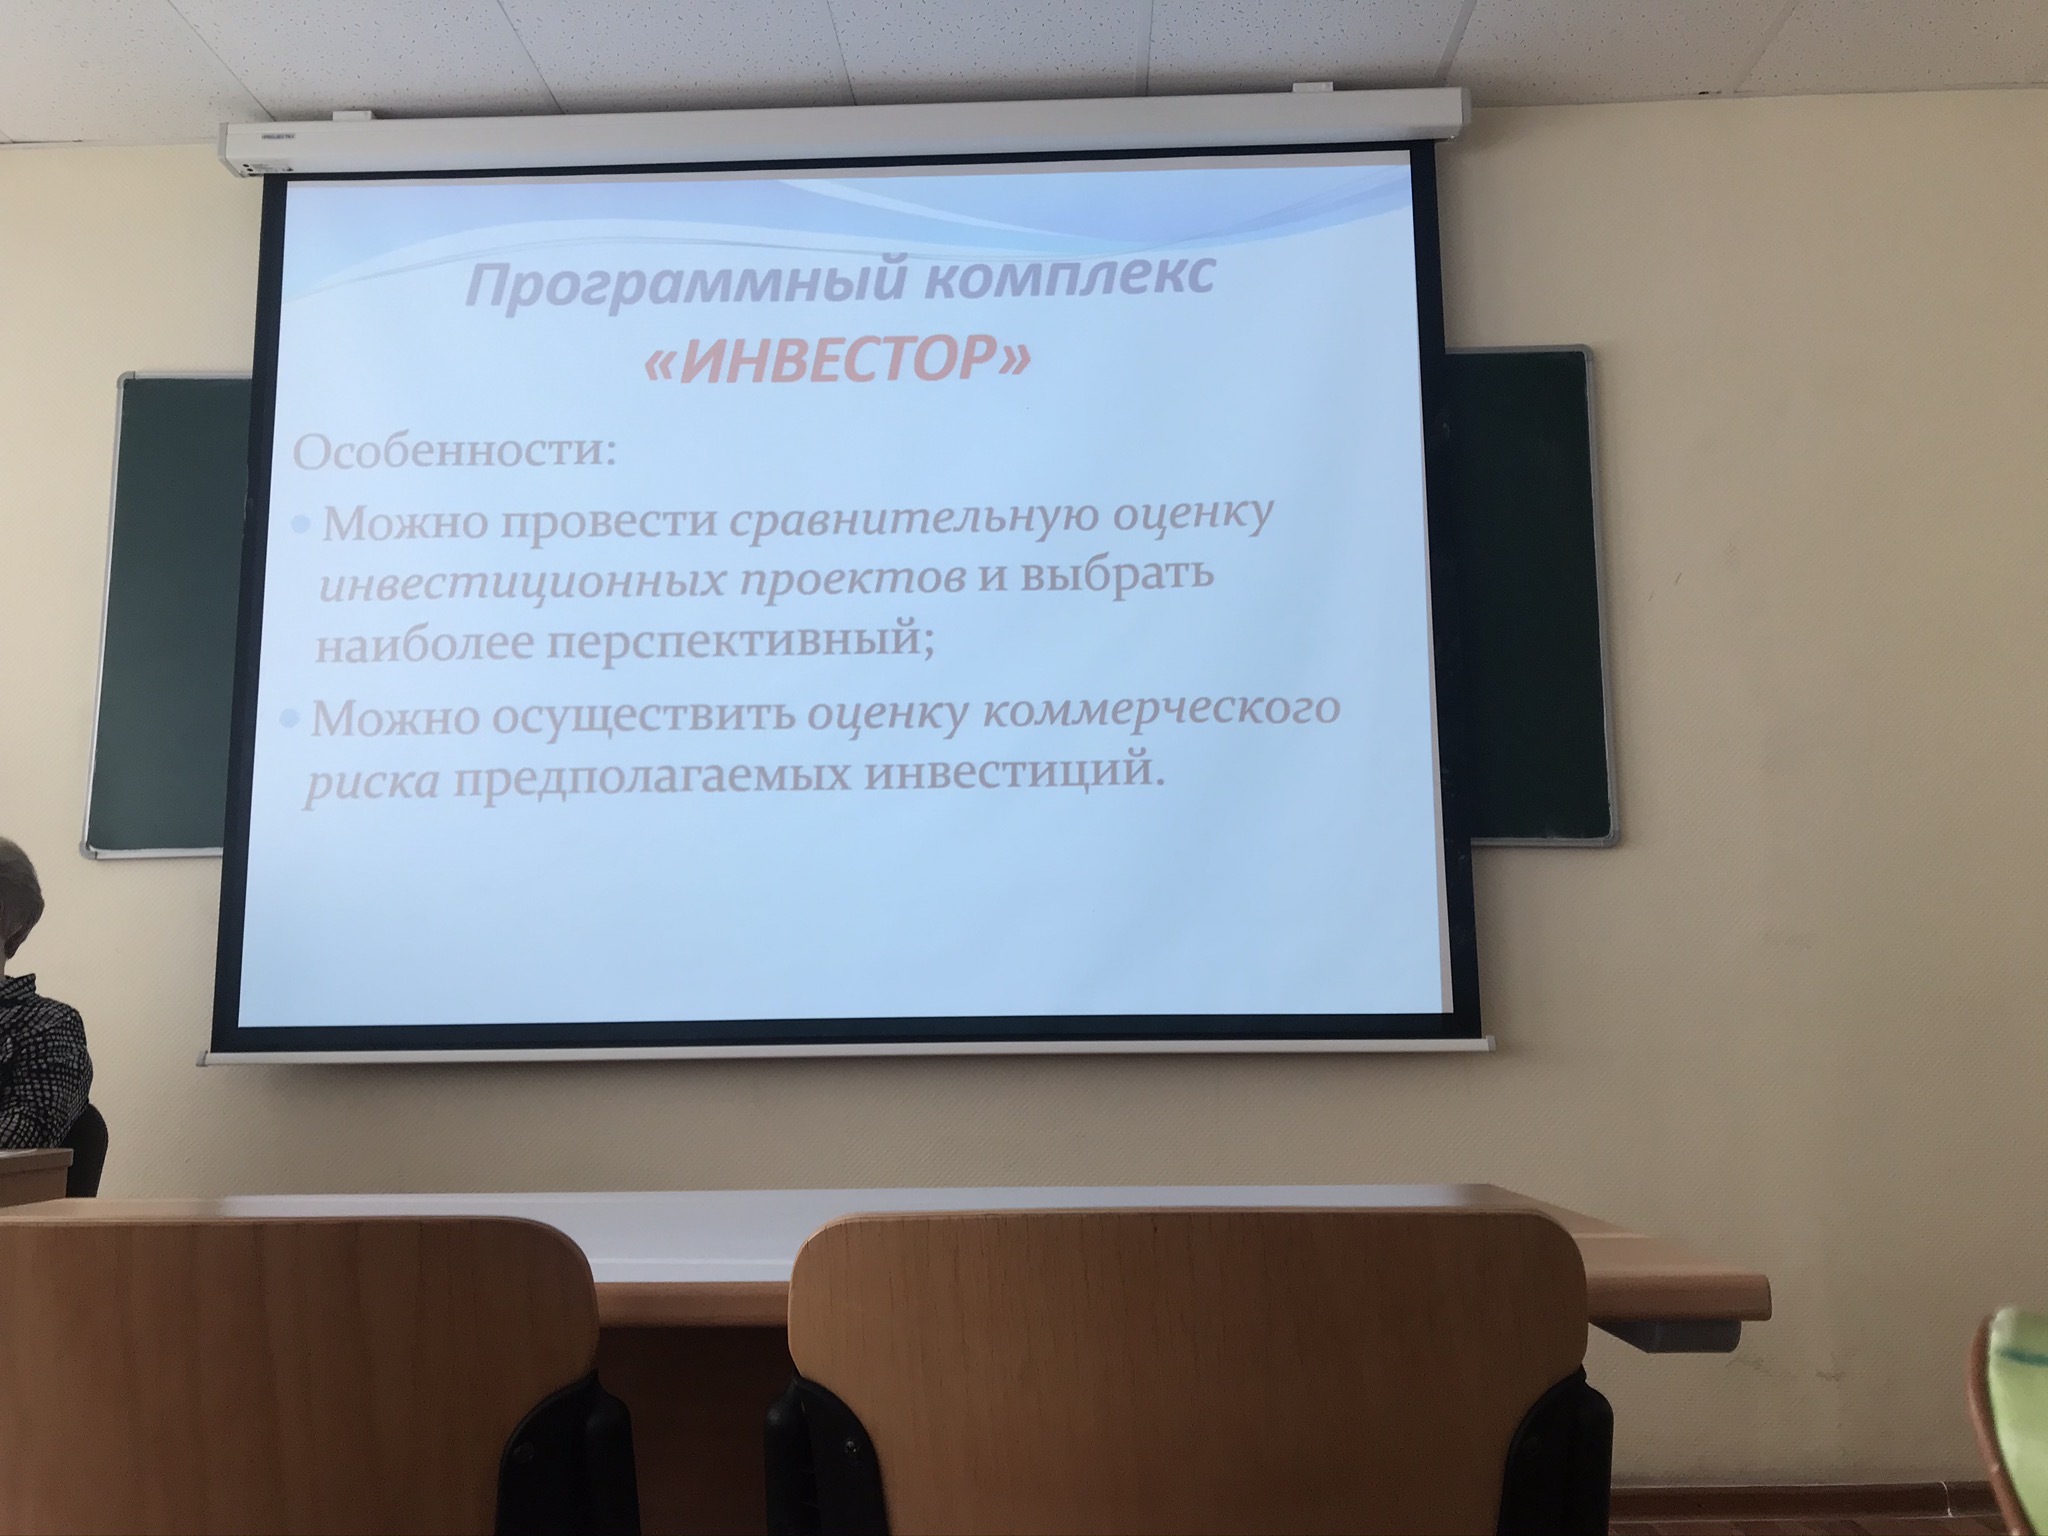 Программный комплекс
«ИНВЕСТОР»
Особенности:
• Можно провести сравнительную оценку
инвестиционных проектов и выбрать
наиболее перспективный;
• Можно осуществить оценку коммерческого
риска предполагаемых инвестиций.